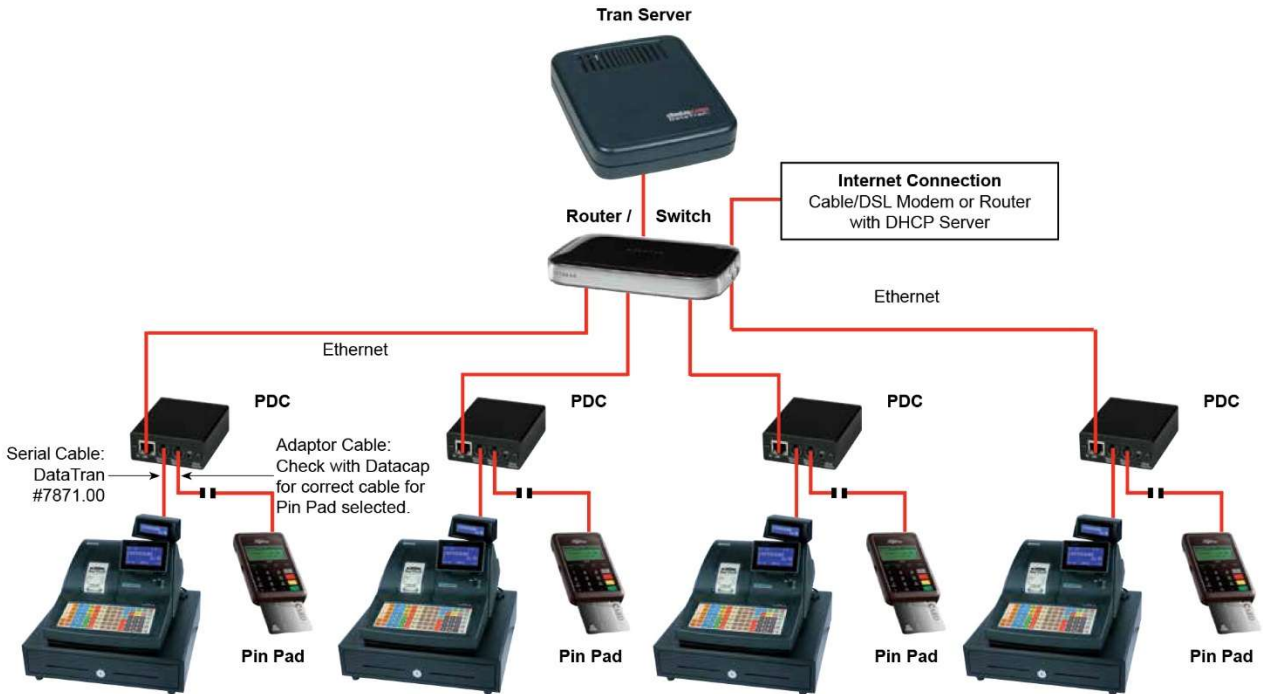 Tran Server
Internet Connection
Cable/DSL Modem or Router
with DHCP Server
Router / Switch
Ethernet
Ethernet
PDC
PDC
PDC
PDC
Serial Cable:
DataTran
#7871.00
Adaptor Cable:
Check with Datacap
for correct cable for
Pin Pad selected.
Pin Pad
Pin Pad
Pin Pad
Pin Pad